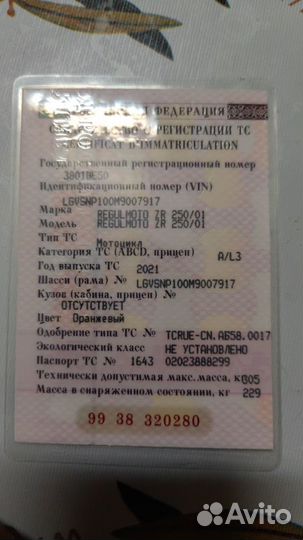 ФЕДЕРАЦИЯ
О РЕГИСТРАЦИИ ТС
CERTIFICAT D'IMMATRICULATION
Государственный регистрационный номер
3801ВЕ50
Идентификационный номер (VIN)
LGVSNP100M9007917
Марка REGULMOTO ZR 250/01
Модель REGULMOTO ZR 250/01
Тип ТС Мотоцикл
Категория ТС (ABCD, прицеп) A/L3
Год выпуска ТС 2021
Шасси (рама) № LGVSNP100M9007917
Кузов (кабина, прицеп) №
ОТСУТСТВУЕТ
Цвет Оранжевый
Одобрение типа ТС № TCRUE-CN.АБ58.0017
Экологический класс НЕ УСТАНОВЛЕНО
Паспорт ТС № 1643 02023888299
Технически допустимая макс. масса, кг
Масса в снаряженном состоянии, кг 229
99 38 320280
Avito